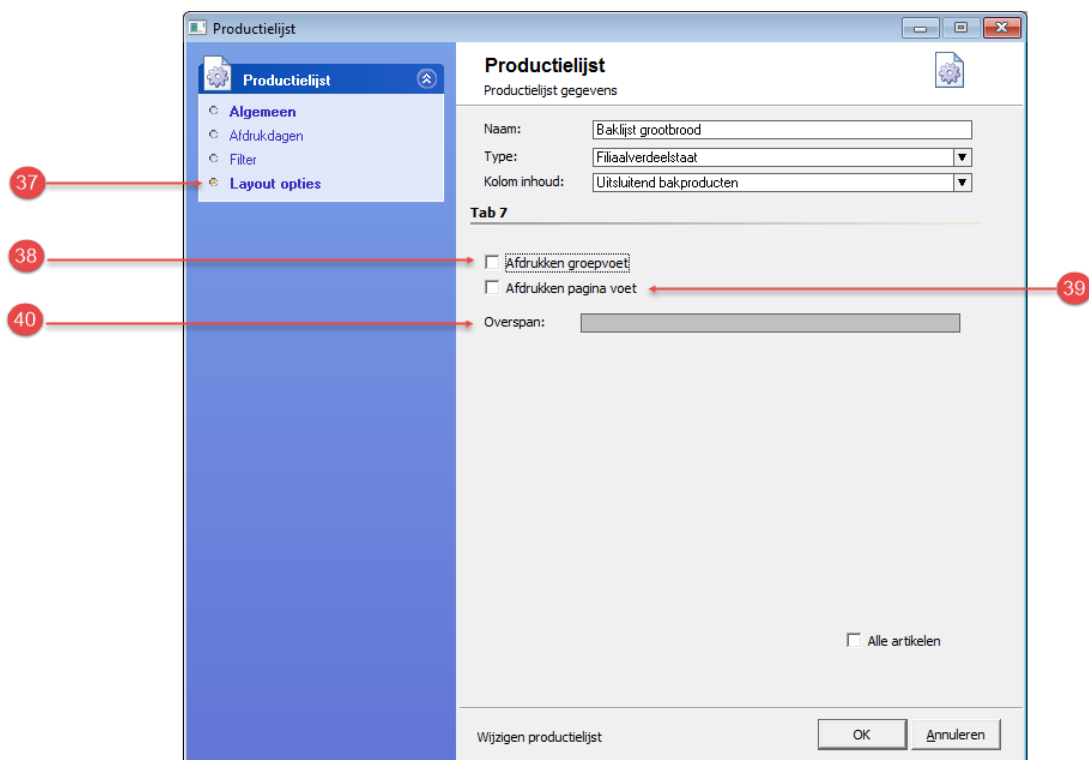 Productielijst
Productielijst
Algemeen
Afdrukdagen
Filter
Layout opties
Productielijst
Productielijst gegevens
Naam: Baklijst grootbrood
Type: Filiaalverdeelstaat
Kolom inhoud: Uitsluitend bakproducten
Tab 7
37
38
Afdrukken groepvoet
Afdrukken pagina voet
39
40
Overspan:
Alle artikelen
Wijzigen productielijst
OK
Annuleren